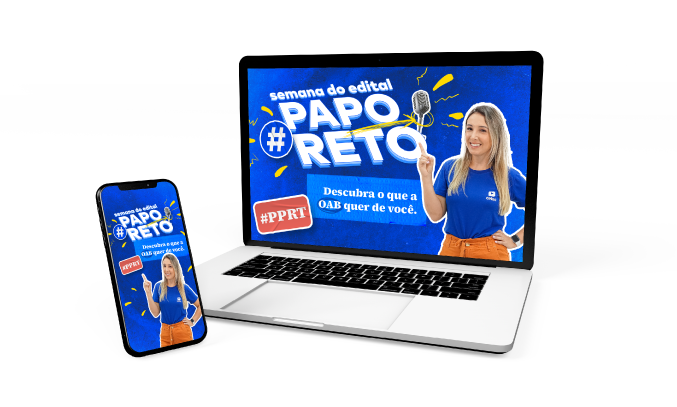 semana do edital
PAPO
#RETO
Descubra o que a
OAB quer de você.
#PPRT
semana do edital
PAPO
#RETO
Descubra o que a
OAB quer de você.
#PPRT